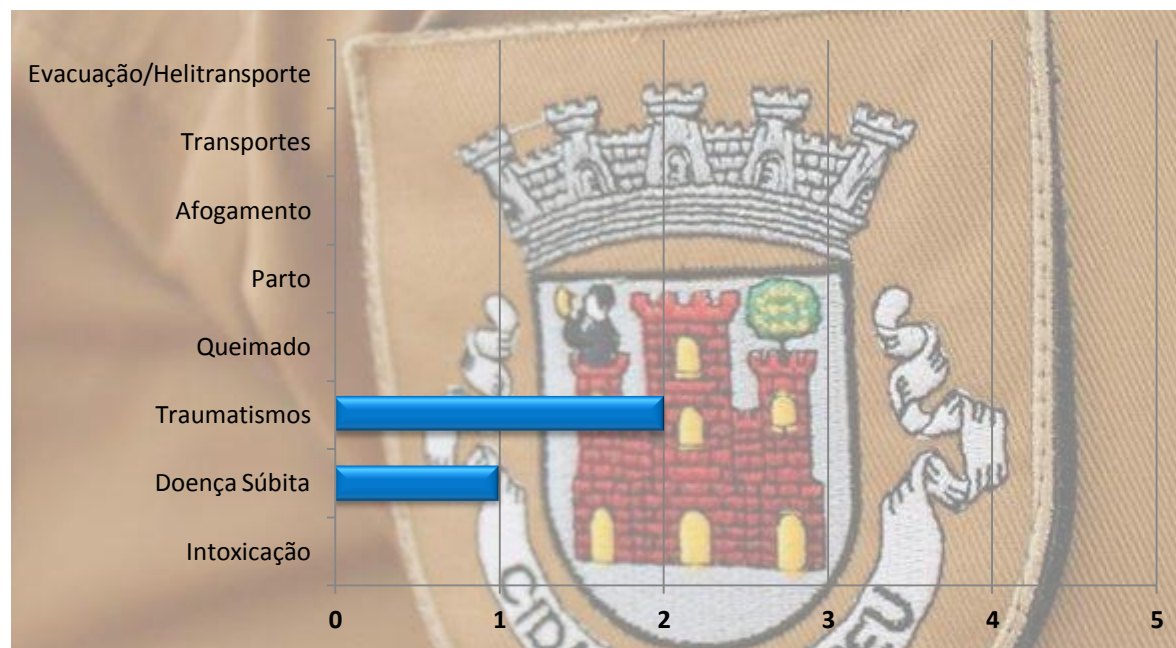 Evacuação/Helitransporte
Transportes
Afogamento
Parto
Queimado
Traumatismos
Doença Súbita
Intoxicação
0 1 2 3 4 5